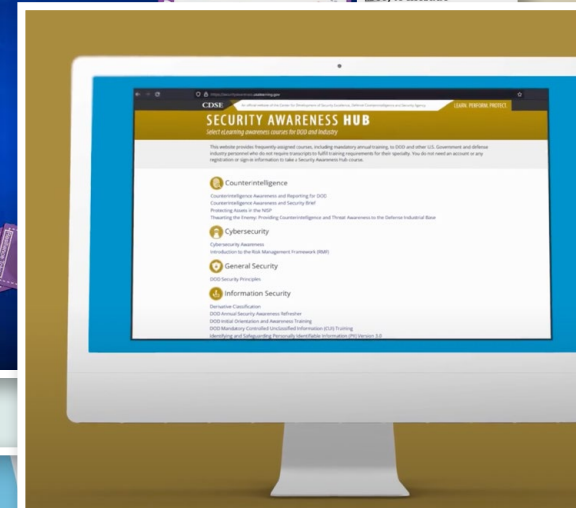 CDSE
LEARN. PERFORM. PROTECT.
SECURITY AWARENESS HUB
Select eLearning awareness courses for DOD and Industry
This website provides frequently assigned courses, including mandatory annual training, to DOD and other U.S. Government and defense
industry personnel who do not require transcripts to fulfill training requirements for their specialty. You do not need an account or any
registration or sign-in information to take a Security Awareness Hub course.
Counterintelligence
Counterintelligence Awareness and Reporting for DOD
Counterintelligence Awareness and Security Brief
Protecting Assets in the NISP
Thwarting the Enemy: Providing Counterintelligence and Threat Awareness to the Defense Industrial Base
Cybersecurity
Cybersecurity Awareness
Introduction to the Risk Management Framework (RMF)
General Security
DOD Security Principles
Information Security
Derivative Classification
DOD Annual Security Awareness Refresher
DOD Initial Orientation and Awareness Training
DOD Mandatory Controlled Unclassified Information (CUI) Training
Identifying and Safeguarding Personally Identifiable Information (PII) Version 3.0